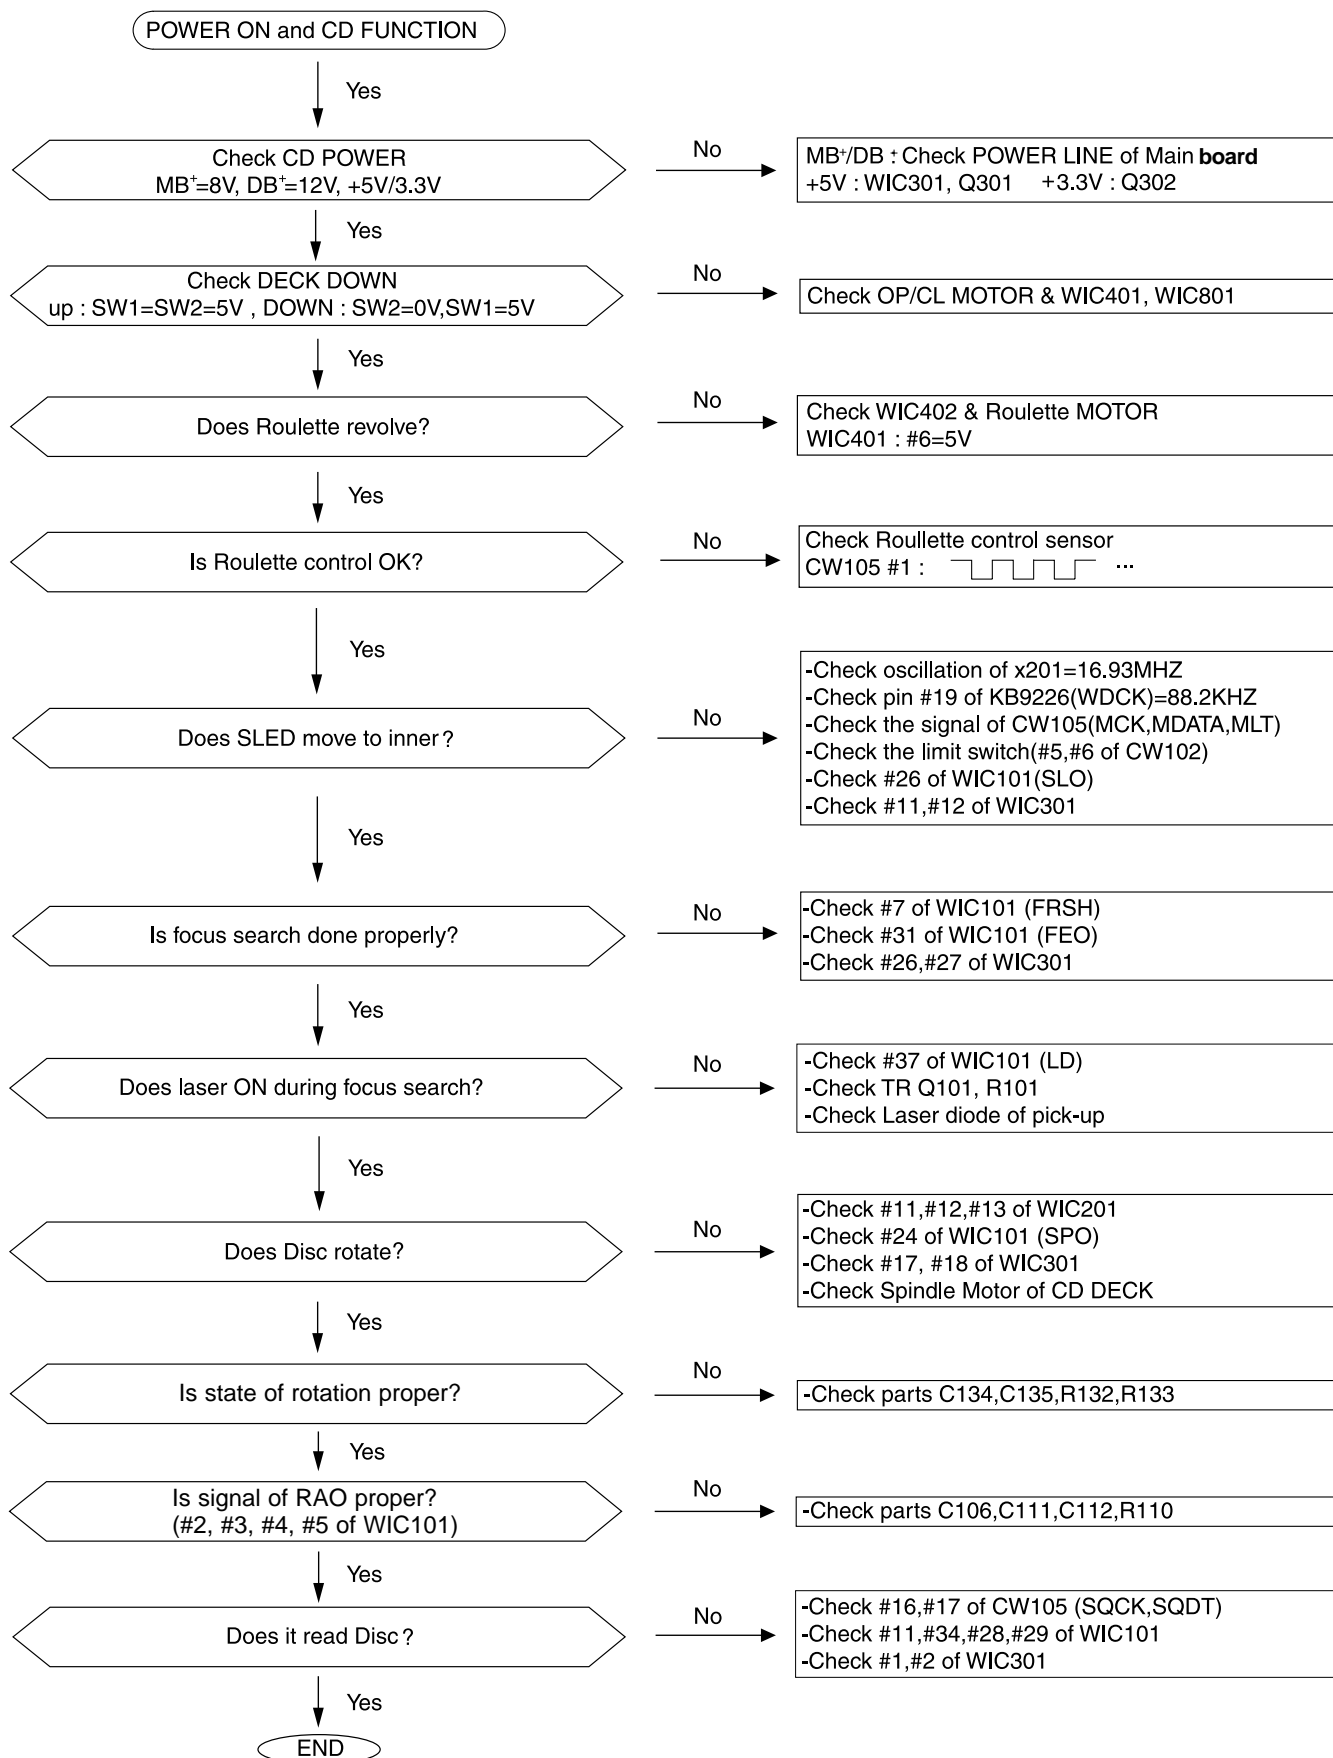 POWER ON and CD FUNCTION
Yes
Check CD POWER
MB+=8V, DB+=12V, +5V/3.3V
No
MB+/DB+ : Check POWER LINE of Main board
+5V : WIC301, Q301 +3.3V : Q302
Yes
Check DECK DOWN
up : SW1=SW2=5V , DOWN : SW2=0V,SW1=5V
No
Check OP/CL MOTOR & WIC401, WIC801
Yes
Does Roulette revolve?
No
Check WIC402 & Roulette MOTOR
WIC401 : #6=5V
Yes
Is Roulette control OK?
No
Check Roullette control sensor
CW105 #1 : ...
Yes
Does SLED move to inner?
No
-Check oscillation of x201=16.93MHZ
-Check pin #19 of KB9226(WDCK)=88.2KHZ
-Check the signal of CW105(MCK,MDATA,MLT)
-Check the limit switch(#5,#6 of CW102)
-Check #26 of WIC101(SLO)
-Check #11,#12 of WIC301
Yes
Is focus search done properly?
No
-Check #7 of WIC101 (FRSH)
-Check #31 of WIC101 (FEO)
-Check #26,#27 of WIC301
Yes
Does laser ON during focus search?
No
-Check #37 of WIC101 (LD)
-Check TR Q101, R101
-Check Laser diode of pick-up
Yes
Does Disc rotate?
No
-Check #11,#12,#13 of WIC201
-Check #24 of WIC101 (SPO)
-Check #17, #18 of WIC301
-Check Spindle Motor of CD DECK
Yes
Is state of rotation proper?
No
-Check parts C134,C135,R132,R133
Yes
Is signal of RAO proper?
(#2, #3, #4, #5 of WIC101)
No
-Check parts C106,C111,C112,R110
Yes
Does it read Disc?
No
-Check #16,#17 of CW105 (SQCK,SQDT)
-Check #11,#34,#28,#29 of WIC101
-Check #1,#2 of WIC301
Yes
END